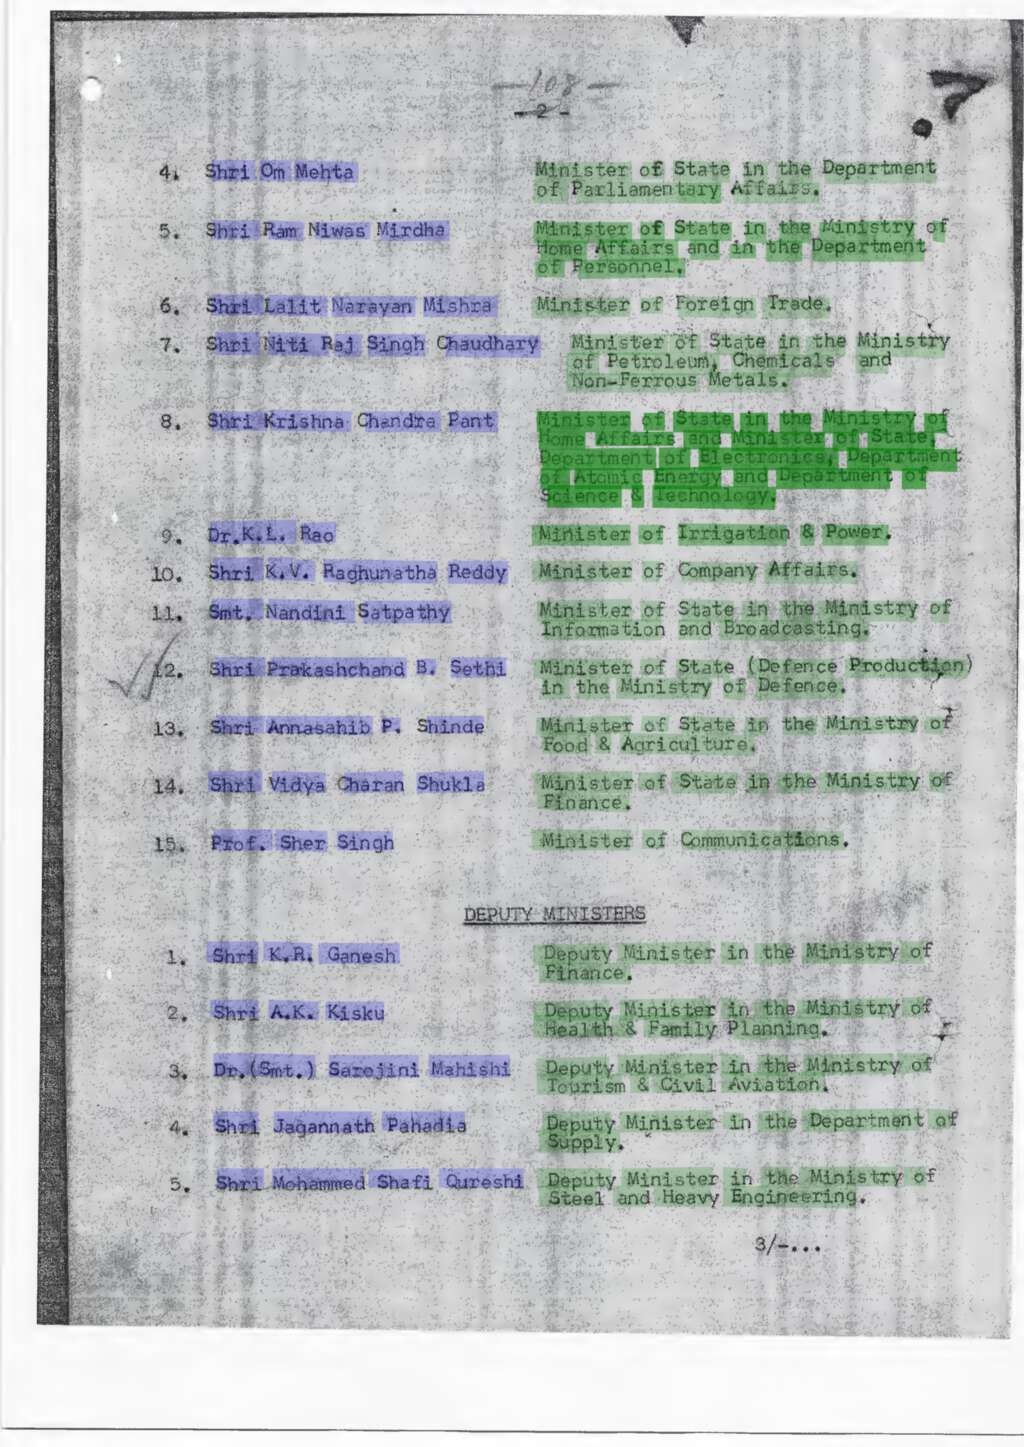 -108-
-2-
4. Shri Om Mehta Minister of State in the Department
of Parliamentary Affairs.
5. Shri Ram Niwas Mirdha Minister of State in the Ministry of
Home Affairs and in the Department
of Personnel.
6. Shri Lalit Narayan Mishra Minister of Foreign Trade.
7. Shri Niti Raj Singh Chaudhary Minister of State in the Ministry
of Petroleum, Chemicals and
Non-Ferrous Metals.
8. Shri Krishna Chandra Pant Minister of State in the Ministry of
Home Affairs and Minister of State,
Department of Electronics, Department
of Atomic Energy and Department of
Science & Technology.
9. Dr.K.L. Rao Minister of Irrigation & Power.
10. Shri K.V. Raghunatha Reddy Minister of Company Affairs.
11. Smt. Nandini Satpathy Minister of State in the Ministry of
Information and Broadcasting.
12. Shri Prakashchand B. Sethi Minister of State (Defence Production)
in the Ministry of Defence.
13. Shri Annasahib P. Shinde Minister of State in the Ministry of
Food & Agriculture.
14. Shri Vidya Charan Shukla Minister of State in the Ministry of
Finance.
15. Prof. Sher Singh Minister of Communications.
DEPUTY MINISTERS
1. Shri K.R. Ganesh Deputy Minister in the Ministry of
Finance.
2. Shri A.K. Kisku Deputy Minister in the Ministry of
Health & Family Planning.
3. Dr.(Smt.) Sarojini Mahishi Deputy Minister in the Ministry of
Tourism & Civil Aviation.
4. Shri Jagannath Pahadia Deputy Minister in the Department of
Supply.
5. Shri Mohammed Shafi Qureshi Deputy Minister in the Ministry of
Steel and Heavy Engineering.
3/-...